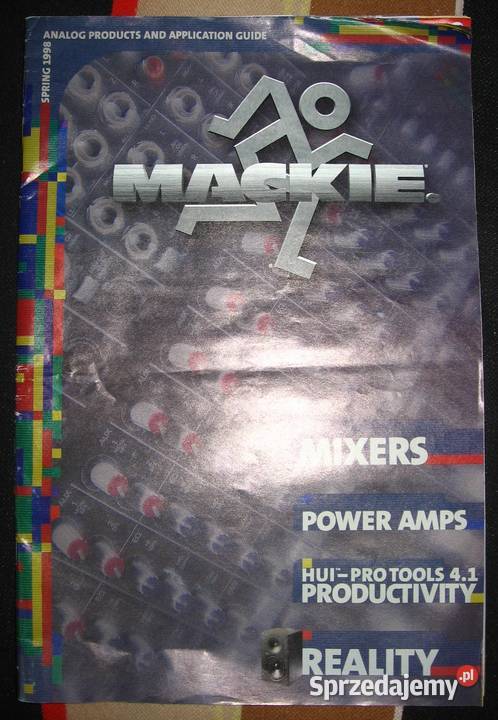 ANALOG PRODUCTS AND APPLICATION GUIDE
SPRING 1998
MACKIE.
MIXERS
POWER AMPS
HUI™-PRO TOOLS 4.1
PRODUCTIVITY
REALITY
Sprzedajemy.pl